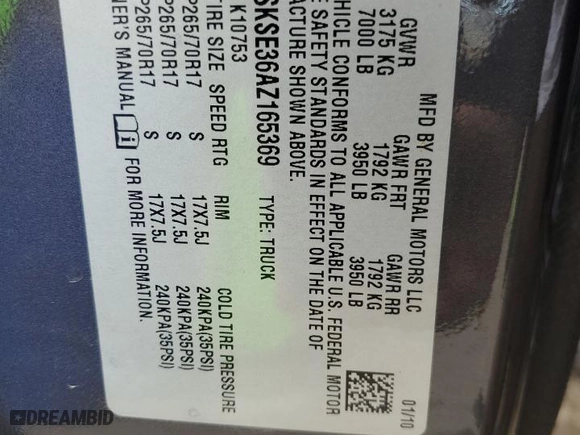 MFD BY GENERAL MOTORS LLC 01/10
GVWR GAWR FRT GAWR RR
3175 KG 1792 KG 1792 KG
7000 LB 3950 LB 3950 LB
VEHICLE CONFORMS TO ALL APPLICABLE U.S. FEDERAL MOTOR
SAFETY STANDARDS IN EFFECT ON THE DATE OF
SHOWN ABOVE.
SKSE36AZ165369 TYPE: TRUCK
K10753
SIZE SPEED RTG RIM COLD TIRE PRESSURE
P265/70R17 S 17X7.5J 240KPA(35PSI)
P265/70R17 S 17X7.5J 240KPA(35PSI)
P265/70R17 S 17X7.5J 240KPA(35PSI)
MANUAL FOR MORE INFORMATION.
DREAMBID